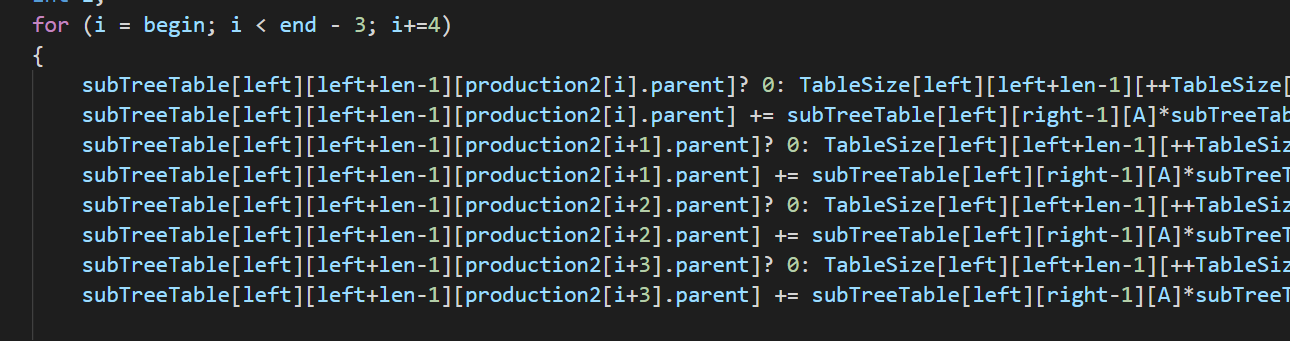 for (i = begin; i < end - 3; i+=4)
{
subTreeTable[left][left+len-1][production2[i].parent]? 0: TableSize[left][left+len-1][++TableSize[
subTreeTable[left][left+len-1][production2[i].parent] += subTreeTable[left][right-1][A]*subTreeTab
subTreeTable[left][left+len-1][production2[i+1].parent]? 0: TableSize[left][left+len-1][++TableSiz
subTreeTable[left][left+len-1][production2[i+1].parent] += subTreeTable[left][right-1][A]*subTreeT
subTreeTable[left][left+len-1][production2[i+2].parent]? 0: TableSize[left][left+len-1][++TableSiz
subTreeTable[left][left+len-1][production2[i+2].parent] += subTreeTable[left][right-1][A]*subTreeT
subTreeTable[left][left+len-1][production2[i+3].parent]? 0: TableSize[left][left+len-1][++TableSiz
subTreeTable[left][left+len-1][production2[i+3].parent] += subTreeTable[left][right-1][A]*subTreeT